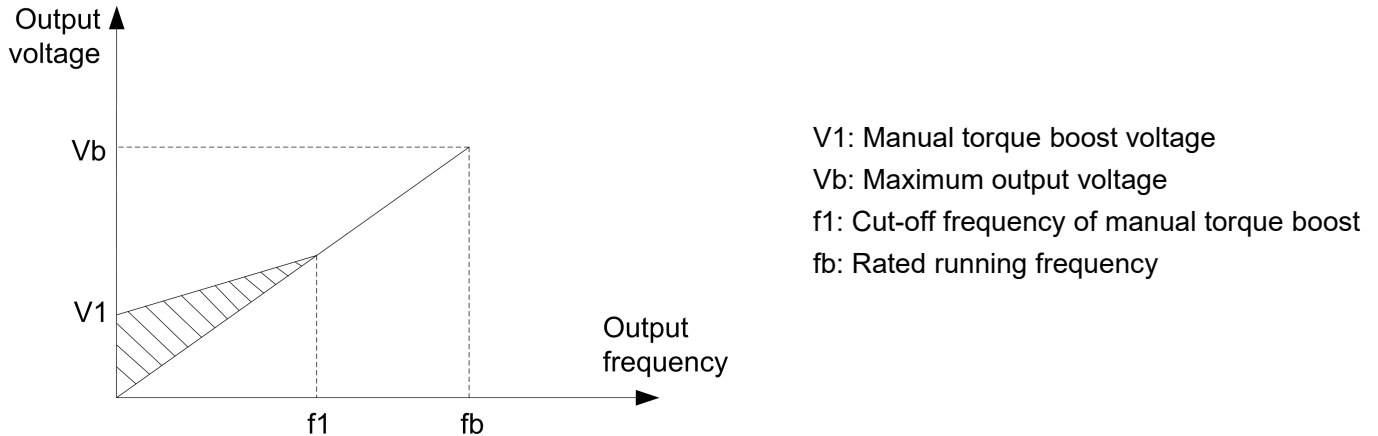 Output
voltage
Vb
V1
Output
frequency
f1
fb
V1: Manual torque boost voltage
Vb: Maximum output voltage
f1: Cut-off frequency of manual torque boost
fb: Rated running frequency